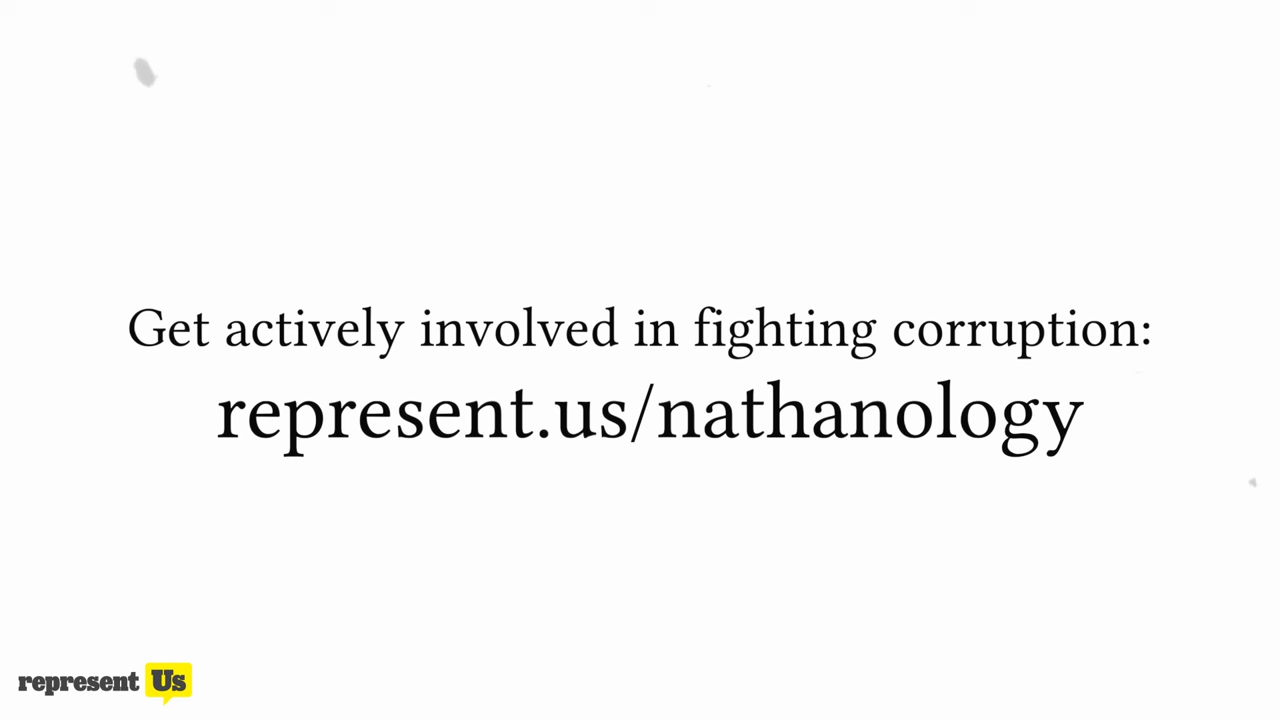 Get actively involved in fighting corruption:
represent.us/nathanology
represent Us